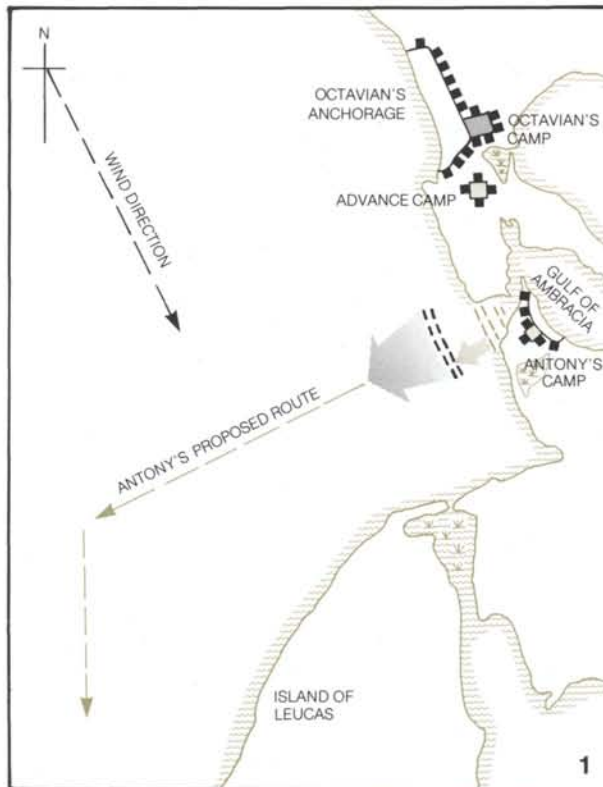 N
WIND DIRECTION
OCTAVIAN'S
ANCHORAGE
OCTAVIAN'S
CAMP
ADVANCE CAMP
GULF OF
AMBRACIA
ANTONY'S
CAMP
ANTONY'S PROPOSED ROUTE
ISLAND OF
LEUCAS
1